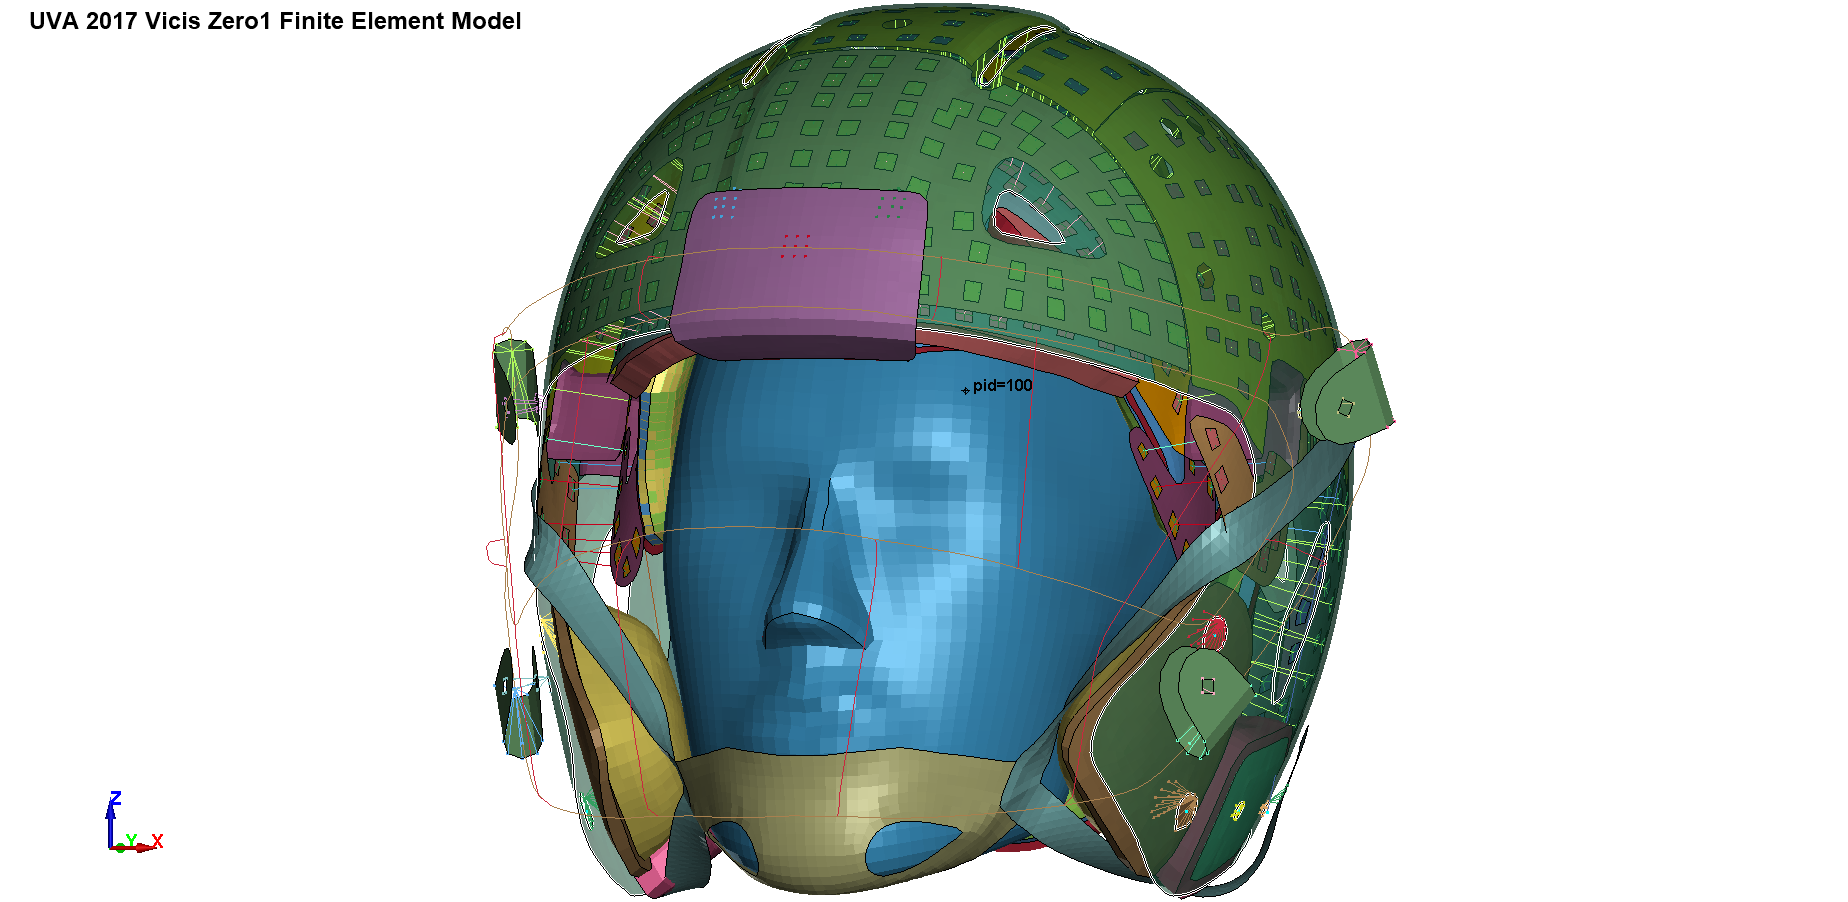 UVA 2017 Vicis Zero1 Finite Element Model
pid=100
Z
Y
X